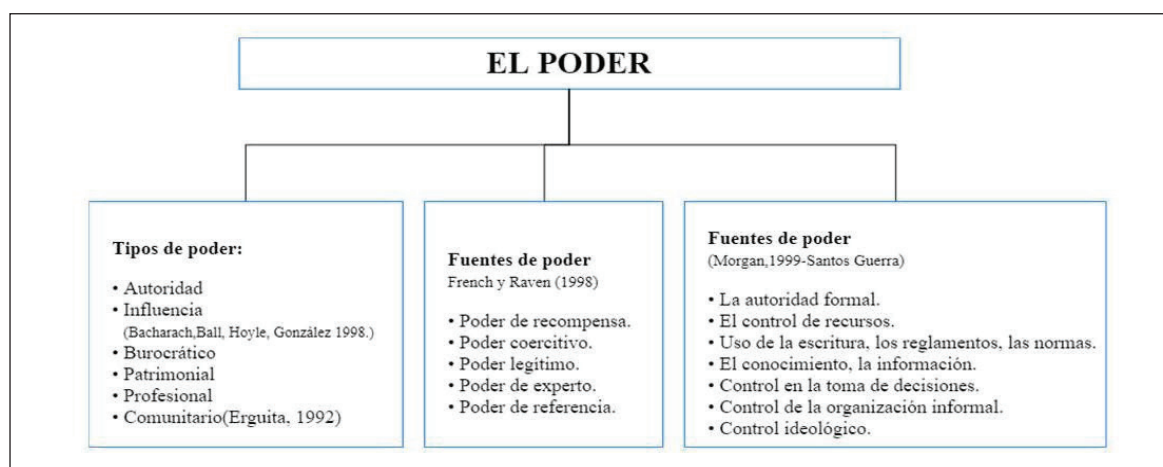 EL PODER
Tipos de poder:
• Autoridad
• Influencia
(Bacharach,Ball, Hoyle, González 1998.)
• Burocrático
• Patrimonial
• Profesional
• Comunitario(Erguita, 1992)
Fuentes de poder
French y Raven (1998)
• Poder de recompensa.
• Poder coercitivo.
• Poder legítimo.
• Poder de experto.
• Poder de referencia.
Fuentes de poder
(Morgan,1999-Santos Guerra)
• La autoridad formal.
• El control de recursos.
• Uso de la escritura, los reglamentos, las normas.
• El conocimiento, la información.
• Control en la toma de decisiones.
• Control de la organización informal.
• Control ideológico.